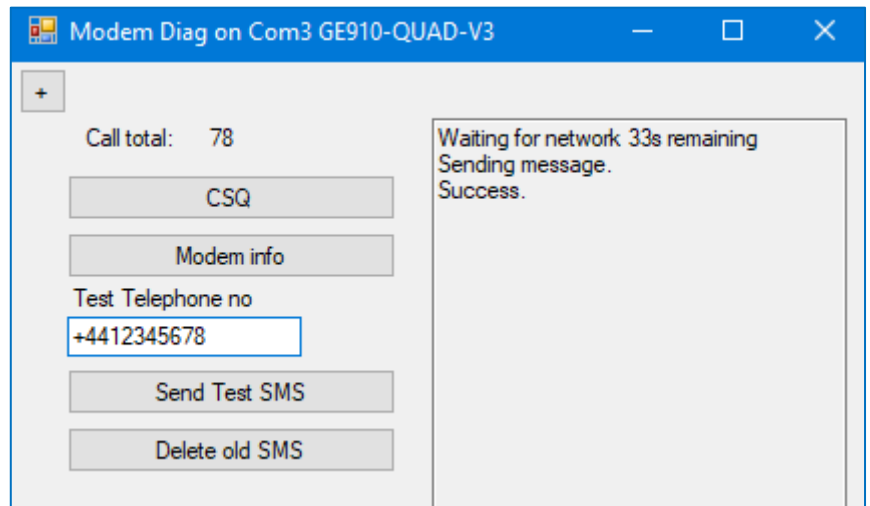 Modem Diag on Com3 GE910-QUAD-V3
+
Call total: 78
CSQ
Modem info
Test Telephone no
+4412345678
Send Test SMS
Delete old SMS
Waiting for network 33s remaining
Sending message.
Success.